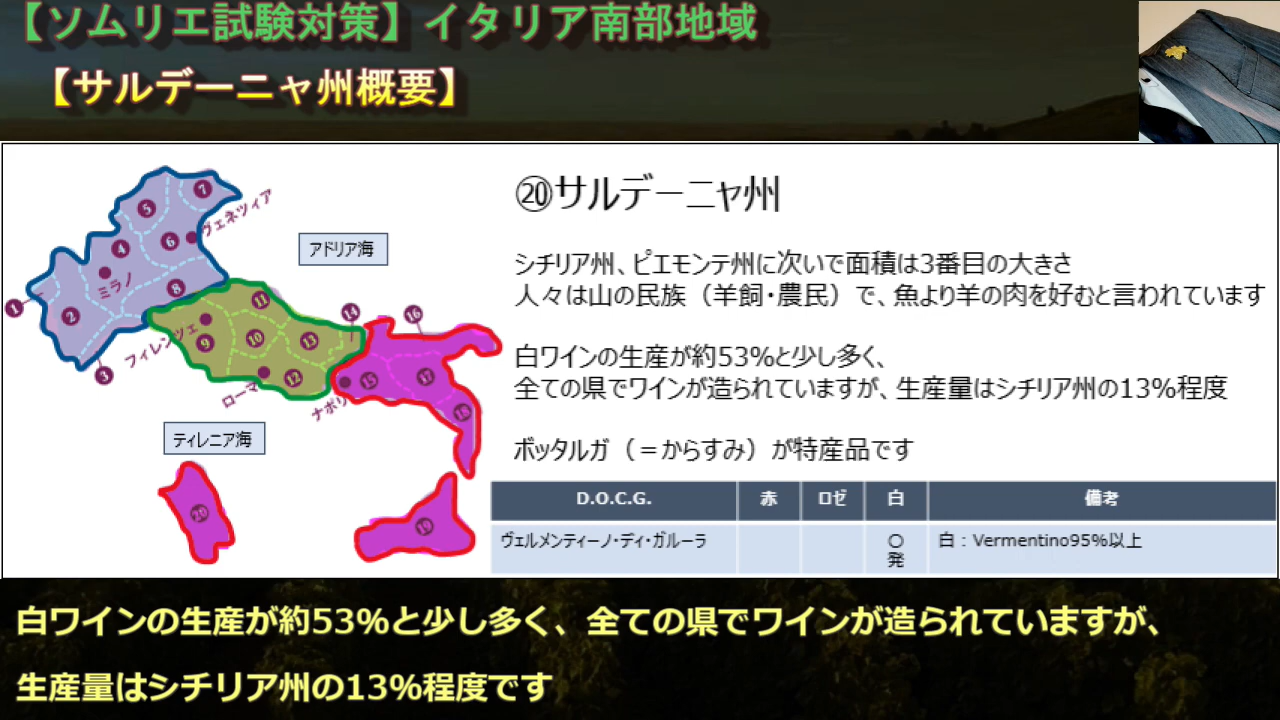 【ソムリエ試験対策】イタリア南部地域
【サルデーニャ州概要】
⑳サルデーニャ州
シチリア州、ピエモンテ州に次いで面積は3番目の大きさ
人々は山の民族（羊飼・農民）で、魚より羊の肉を好むと言われています
白ワインの生産が約53%と少し多く、
全ての県でワインが造られていますが、生産量はシチリア州の13%程度
ボッタルガ（＝からすみ）が特産品です
D.O.C.G. 赤 ロゼ 白 備考
ヴェルメンティーノ・ディ・ガルーラ 〇発 白：Vermentino95%以上
アドリア海
ティレニア海
ヴェネツィア
ミラノ
フィレンツェ
ローマ
ナポリ
①
②
③
④
⑤
⑥
⑦
⑧
⑨
⑩
⑪
⑫
⑬
⑭
⑮
⑯
⑰
⑱
⑲
⑳
白ワインの生産が約53%と少し多く、全ての県でワインが造られていますが、
生産量はシチリア州の13%程度です